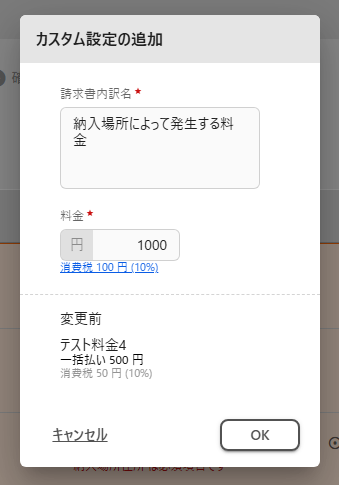 カスタム設定の追加
確
請求書内訳名 *
納入場所によって発生する料
金
料金 *
円 1000
消費税 100 円 (10%)
変更前
テスト料金4
一括払い 500 円
消費税 50 円 (10%)
キャンセル OK